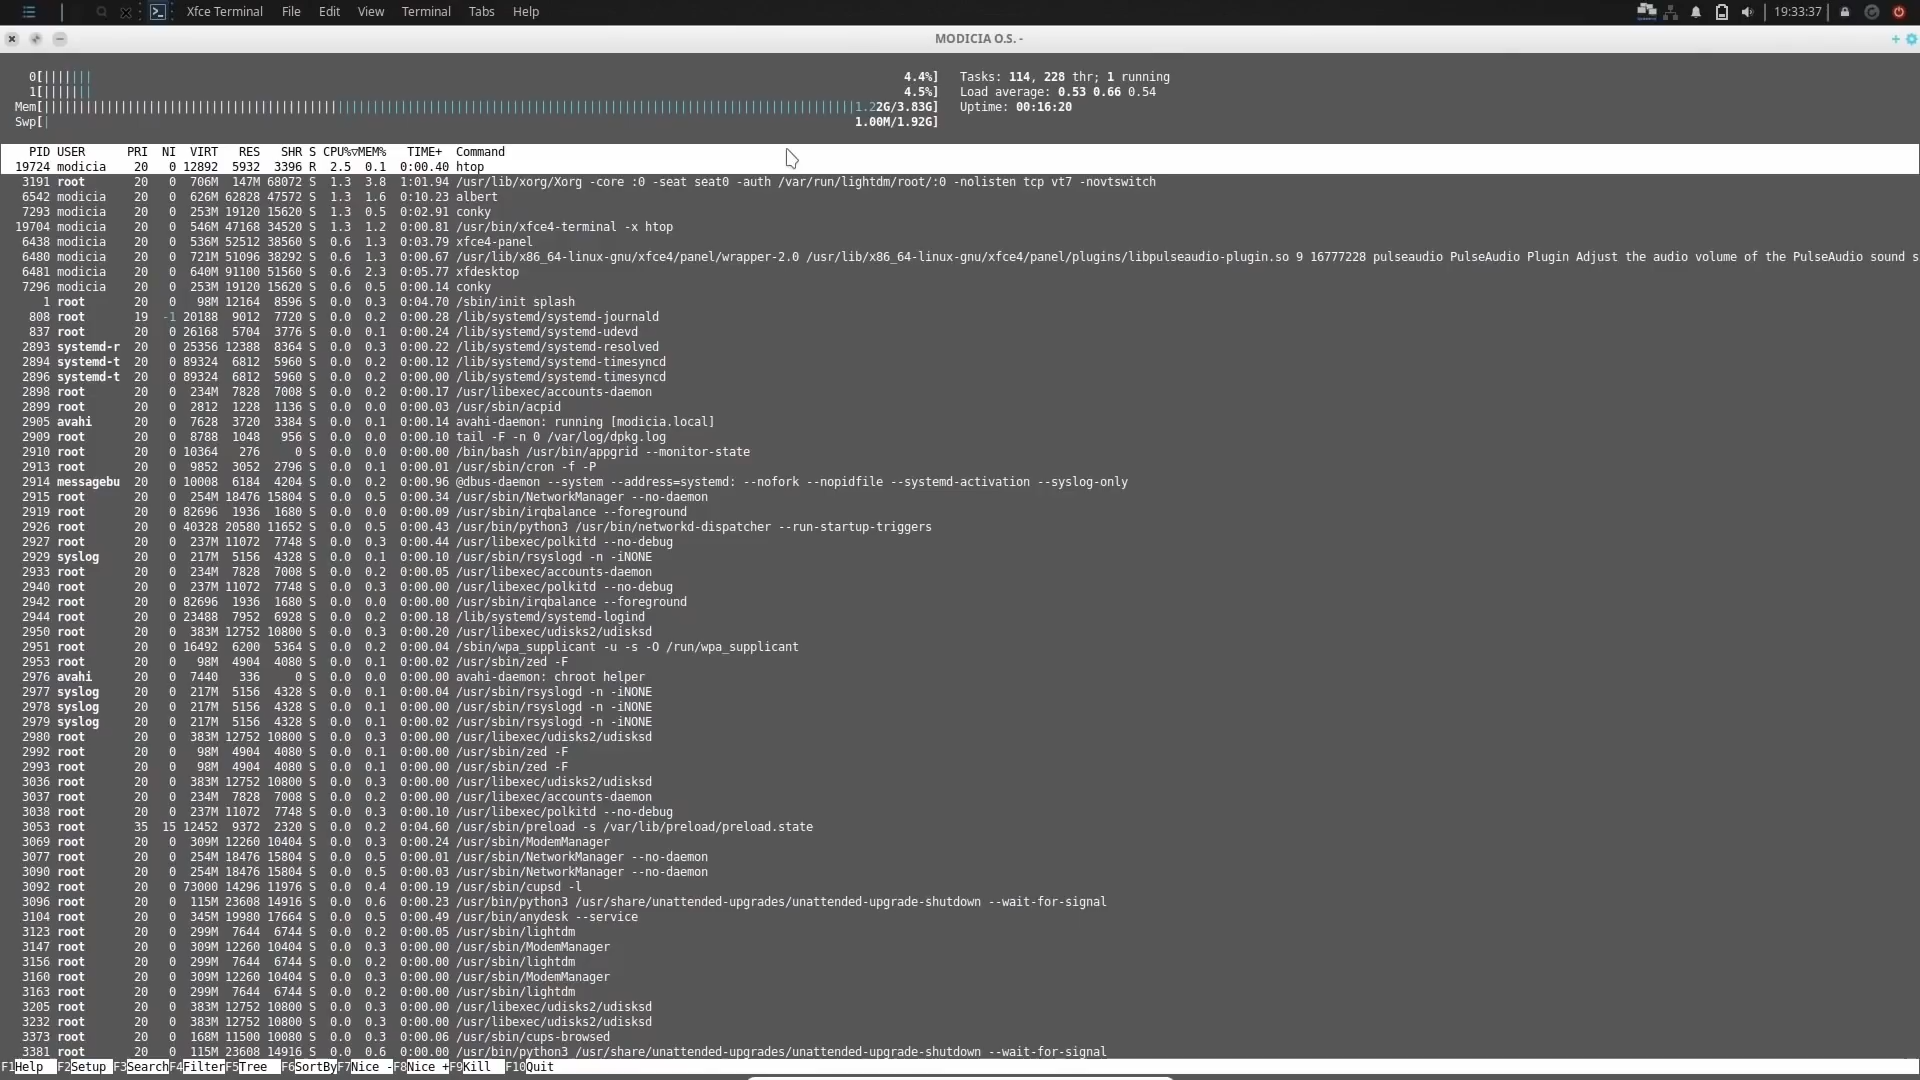 Xfce Terminal File Edit View Terminal Tabs Help 19:33:37
MODICIA O.S. -
0[||||||| 4.4%] Tasks: 114, 228 thr; 1 running
1[||||||| 4.5%] Load average: 0.53 0.66 0.54
Mem[|||||||||||||||||||||||||||||||||||||||||||||||||||||||||||||||||||||||||||||||||||||||||||||||||||||||||||||||||||1.22G/3.83G] Uptime: 00:16:20
Swp[| 1.00M/1.92G]
PID USER PRI NI VIRT RES SHR S CPU%▽MEM% TIME+ Command
19724 modicia 20 0 12892 5932 3396 R 2.5 0.1 0:00.40 htop
3191 root 20 0 706M 147M 68072 S 1.3 3.8 1:01.94 /usr/lib/xorg/Xorg -core :0 -seat seat0 -auth /var/run/lightdm/root/:0 -nolisten tcp vt7 -novtswitch
6542 modicia 20 0 626M 62828 47572 S 1.3 1.6 0:10.23 albert
7293 modicia 20 0 253M 19120 15620 S 1.3 0.5 0:02.91 conky
19704 modicia 20 0 546M 47168 34520 S 1.3 1.2 0:00.81 /usr/bin/xfce4-terminal -x htop
6438 modicia 20 0 536M 52512 38560 S 0.6 1.3 0:03.79 xfce4-panel
6480 modicia 20 0 721M 51096 38292 S 0.6 1.3 0:00.67 /usr/lib/x86_64-linux-gnu/xfce4/panel/wrapper-2.0 /usr/lib/x86_64-linux-gnu/xfce4/panel/plugins/libpulseaudio-plugin.so 9 16777228 pulseaudio PulseAudio Plugin Adjust the audio volume of the PulseAudio sound s
6481 modicia 20 0 640M 91100 51560 S 0.6 2.3 0:05.77 xfdesktop
7296 modicia 20 0 253M 19120 15620 S 0.6 0.5 0:00.14 conky
1 root 20 0 98M 12164 8596 S 0.0 0.3 0:04.70 /sbin/init splash
808 root 19 -1 20188 9012 7720 S 0.0 0.2 0:00.28 /lib/systemd/systemd-journald
837 root 20 0 26168 5704 3776 S 0.0 0.1 0:00.24 /lib/systemd/systemd-udevd
2893 systemd-r 20 0 25356 12388 8364 S 0.0 0.3 0:00.22 /lib/systemd/systemd-resolved
2894 systemd-t 20 0 89324 6812 5960 S 0.0 0.2 0:00.12 /lib/systemd/systemd-timesyncd
2896 systemd-t 20 0 89324 6812 5960 S 0.0 0.2 0:00.00 /lib/systemd/systemd-timesyncd
2898 root 20 0 234M 7828 7008 S 0.0 0.2 0:00.17 /usr/libexec/accounts-daemon
2899 root 20 0 2812 1228 1136 S 0.0 0.0 0:00.03 /usr/sbin/acpid
2905 avahi 20 0 7628 3720 3384 S 0.0 0.1 0:00.14 avahi-daemon: running [modicia.local]
2909 root 20 0 8788 1048 956 S 0.0 0.0 0:00.10 tail -F -n 0 /var/log/dpkg.log
2910 root 20 0 10364 276 0 S 0.0 0.0 0:00.00 /bin/bash /usr/bin/appgrid --monitor-state
2913 root 20 0 9852 3052 2796 S 0.0 0.1 0:00.01 /usr/sbin/cron -f -P
2914 messagebu 20 0 10008 6184 4204 S 0.0 0.2 0:00.96 @dbus-daemon --system --address=systemd: --nofork --nopidfile --systemd-activation --syslog-only
2915 root 20 0 254M 18476 15804 S 0.0 0.5 0:00.34 /usr/sbin/NetworkManager --no-daemon
2919 root 20 0 82696 1936 1680 S 0.0 0.0 0:00.09 /usr/sbin/irqbalance --foreground
2926 root 20 0 40328 20580 11652 S 0.0 0.5 0:00.43 /usr/bin/python3 /usr/bin/networkd-dispatcher --run-startup-triggers
2927 root 20 0 237M 11072 7748 S 0.0 0.3 0:00.44 /usr/libexec/polkitd --no-debug
2929 syslog 20 0 217M 5156 4328 S 0.0 0.1 0:00.10 /usr/sbin/rsyslogd -n -iNONE
2933 root 20 0 234M 7828 7008 S 0.0 0.2 0:00.05 /usr/libexec/accounts-daemon
2940 root 20 0 237M 11072 7748 S 0.0 0.3 0:00.00 /usr/libexec/polkitd --no-debug
2942 root 20 0 82696 1936 1680 S 0.0 0.0 0:00.00 /usr/sbin/irqbalance --foreground
2944 root 20 0 23488 7952 6928 S 0.0 0.2 0:00.18 /lib/systemd/systemd-logind
2950 root 20 0 383M 12752 10800 S 0.0 0.3 0:00.20 /usr/libexec/udisks2/udisksd
2951 root 20 0 16492 6200 5364 S 0.0 0.2 0:00.04 /sbin/wpa_supplicant -u -s -O /run/wpa_supplicant
2953 root 20 0 98M 4904 4080 S 0.0 0.1 0:00.02 /usr/sbin/zed -F
2976 avahi 20 0 7440 336 0 S 0.0 0.0 0:00.00 avahi-daemon: chroot helper
2977 syslog 20 0 217M 5156 4328 S 0.0 0.1 0:00.04 /usr/sbin/rsyslogd -n -iNONE
2978 syslog 20 0 217M 5156 4328 S 0.0 0.1 0:00.00 /usr/sbin/rsyslogd -n -iNONE
2979 syslog 20 0 217M 5156 4328 S 0.0 0.1 0:00.02 /usr/sbin/rsyslogd -n -iNONE
2980 root 20 0 383M 12752 10800 S 0.0 0.3 0:00.00 /usr/libexec/udisks2/udisksd
2992 root 20 0 98M 4904 4080 S 0.0 0.1 0:00.00 /usr/sbin/zed -F
2993 root 20 0 98M 4904 4080 S 0.0 0.1 0:00.00 /usr/sbin/zed -F
3036 root 20 0 383M 12752 10800 S 0.0 0.3 0:00.00 /usr/libexec/udisks2/udisksd
3037 root 20 0 234M 7828 7008 S 0.0 0.2 0:00.00 /usr/libexec/accounts-daemon
3038 root 20 0 237M 11072 7748 S 0.0 0.3 0:00.10 /usr/libexec/polkitd --no-debug
3053 root 35 15 12452 9372 2320 S 0.0 0.2 0:04.60 /usr/sbin/preload -s /var/lib/preload/preload.state
3069 root 20 0 309M 12260 10404 S 0.0 0.3 0:00.24 /usr/sbin/ModemManager
3077 root 20 0 254M 18476 15804 S 0.0 0.5 0:00.01 /usr/sbin/NetworkManager --no-daemon
3090 root 20 0 254M 18476 15804 S 0.0 0.5 0:00.03 /usr/sbin/NetworkManager --no-daemon
3092 root 20 0 73000 14296 11976 S 0.0 0.4 0:00.19 /usr/sbin/cupsd -l
3096 root 20 0 115M 23608 14916 S 0.0 0.6 0:00.23 /usr/bin/python3 /usr/share/unattended-upgrades/unattended-upgrade-shutdown --wait-for-signal
3104 root 20 0 345M 19980 17664 S 0.0 0.5 0:00.49 /usr/bin/anydesk --service
3123 root 20 0 299M 7644 6744 S 0.0 0.2 0:00.05 /usr/sbin/lightdm
3147 root 20 0 309M 12260 10404 S 0.0 0.3 0:00.00 /usr/sbin/ModemManager
3156 root 20 0 299M 7644 6744 S 0.0 0.2 0:00.00 /usr/sbin/lightdm
3160 root 20 0 309M 12260 10404 S 0.0 0.3 0:00.00 /usr/sbin/ModemManager
3163 root 20 0 299M 7644 6744 S 0.0 0.2 0:00.00 /usr/sbin/lightdm
3205 root 20 0 383M 12752 10800 S 0.0 0.3 0:00.00 /usr/libexec/udisks2/udisksd
3232 root 20 0 383M 12752 10800 S 0.0 0.3 0:00.00 /usr/libexec/udisks2/udisksd
3373 root 20 0 168M 11500 10080 S 0.0 0.3 0:00.06 /usr/sbin/cups-browsed
3381 root 20 0 115M 23608 14916 S 0.0 0.6 0:00.00 /usr/bin/python3 /usr/share/unattended-upgrades/unattended-upgrade-shutdown --wait-for-signal
F1Help F2Setup F3SearchF4FilterF5Tree F6SortByF7Nice -F8Nice +F9Kill F10Quit